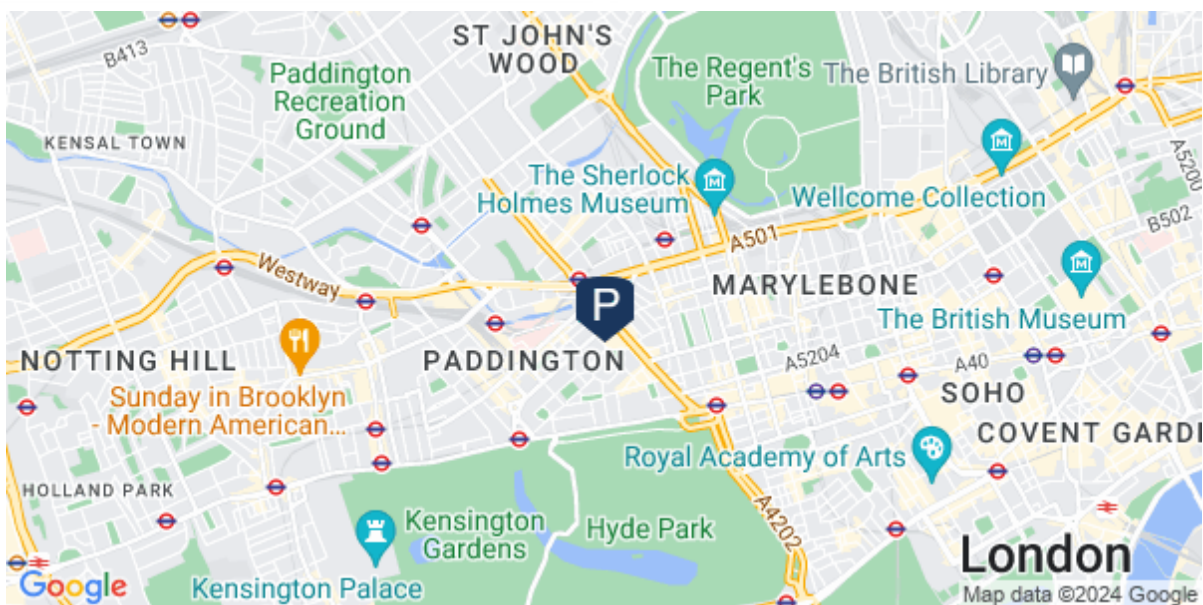 B413
ST JOHN'S
WOOD
The Regent's
Park
The British Library
Paddington
Recreation
Ground
KENSAL TOWN
A5200
The Sherlock
Holmes Museum
Wellcome Collection
B502
A501
Westway
MARYLEBONE
P
The British Museum
NOTTING HILL
PADDINGTON
A5204
A40
SOHO
Sunday in Brooklyn
- Modern American...
COVENT GARDE
Royal Academy of Arts
HOLLAND PARK
A4202
Kensington
Gardens
Hyde Park
London
Kensington Palace
Google
Map data ©2024 Google